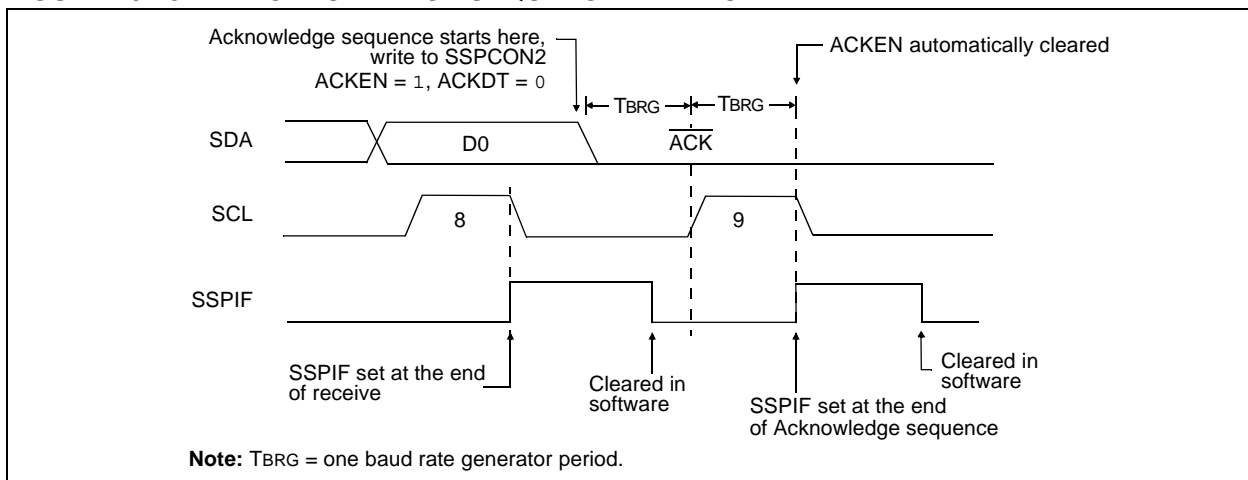 Acknowledge sequence starts here,
write to SSPCON2
ACKEN = 1, ACKDT = 0
ACKEN automatically cleared
TBRG
TBRG
SDA
D0
ACK
SCL
8
9
SSPIF
SSPIF set at the end
of receive
Cleared in
software
SSPIF set at the end
of Acknowledge sequence
Cleared in
software
Note: TBRG = one baud rate generator period.